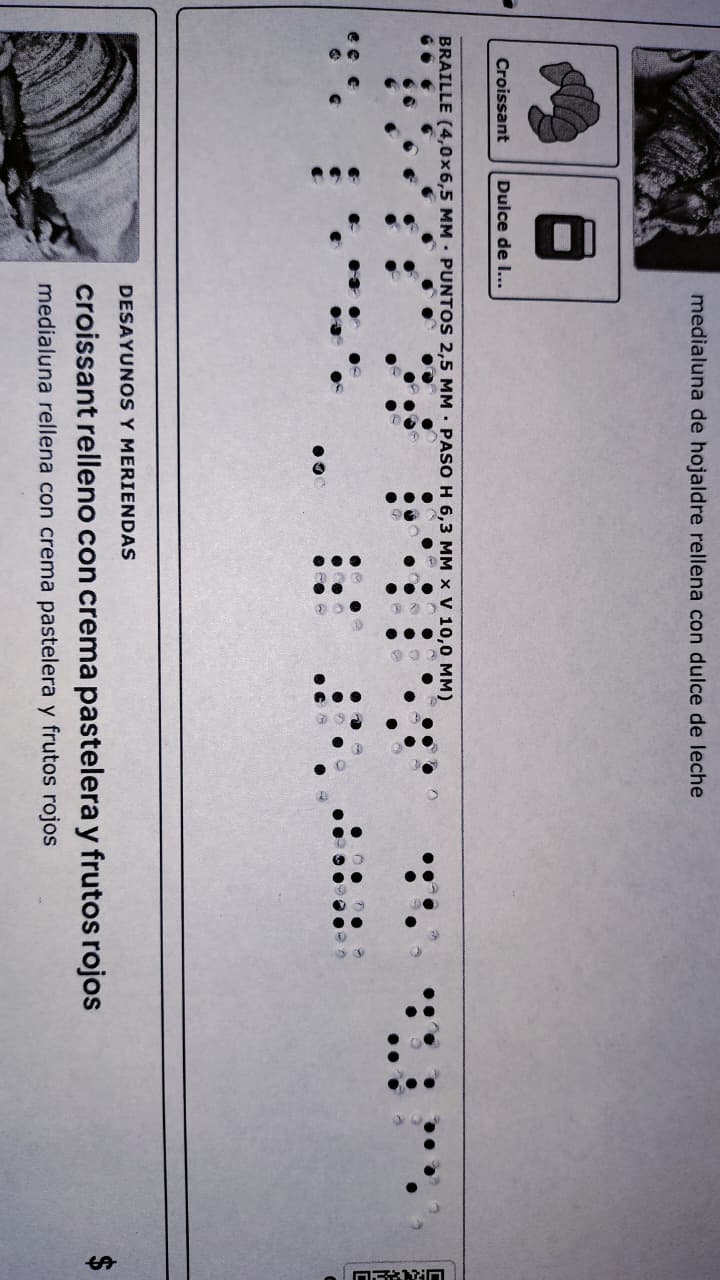 medialuna de hojaldre rellena con dulce de leche
Croissant
Dulce de l...
BRAILLE (4,0×6,5 MM · PUNTOS 2,5 MM · PASO H 6,3 MM × V 10,0 MM)
⠉⠗⠕⠊⠎⠎⠁⠝⠞ ⠗⠑⠇⠇⠑⠝⠕ ⠙⠑ ⠙⠥⠇⠉⠑
⠙⠑ ⠇⠑⠉⠓⠑ ⠤ ⠸⠎ ⠼⠑⠄⠚⠚⠚
DESAYUNOS Y MERIENDAS
croissant relleno con crema pastelera y frutos rojos
$
medialuna rellena con crema pastelera y frutos rojos